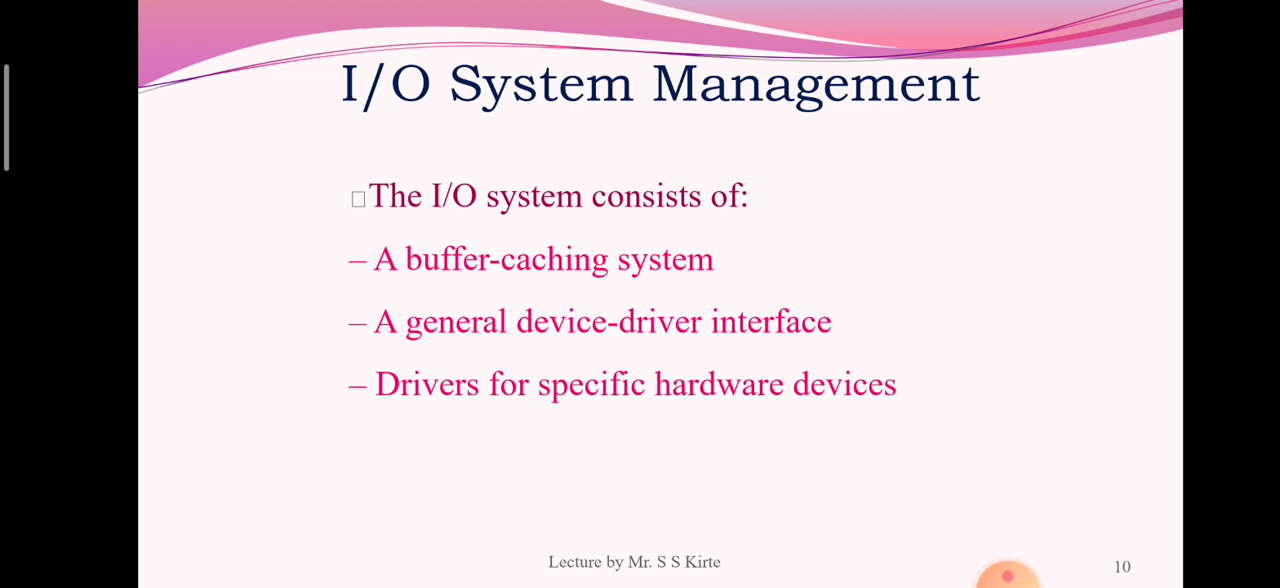 I/O System Management
□The I/O system consists of:
– A buffer-caching system
– A general device-driver interface
– Drivers for specific hardware devices
Lecture by Mr. S S Kirte
10